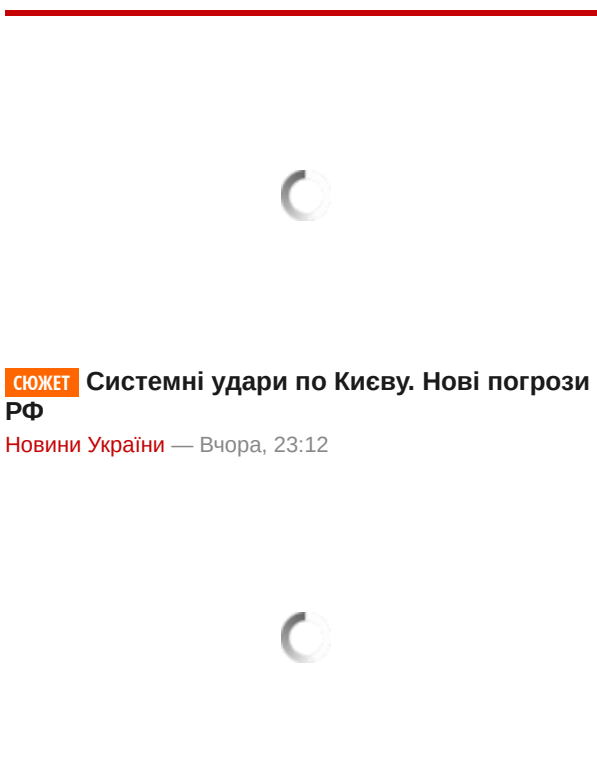 СЮЖЕТ Системні удари по Києву. Нові погрози
РФ
Новини України — Вчора, 23:12